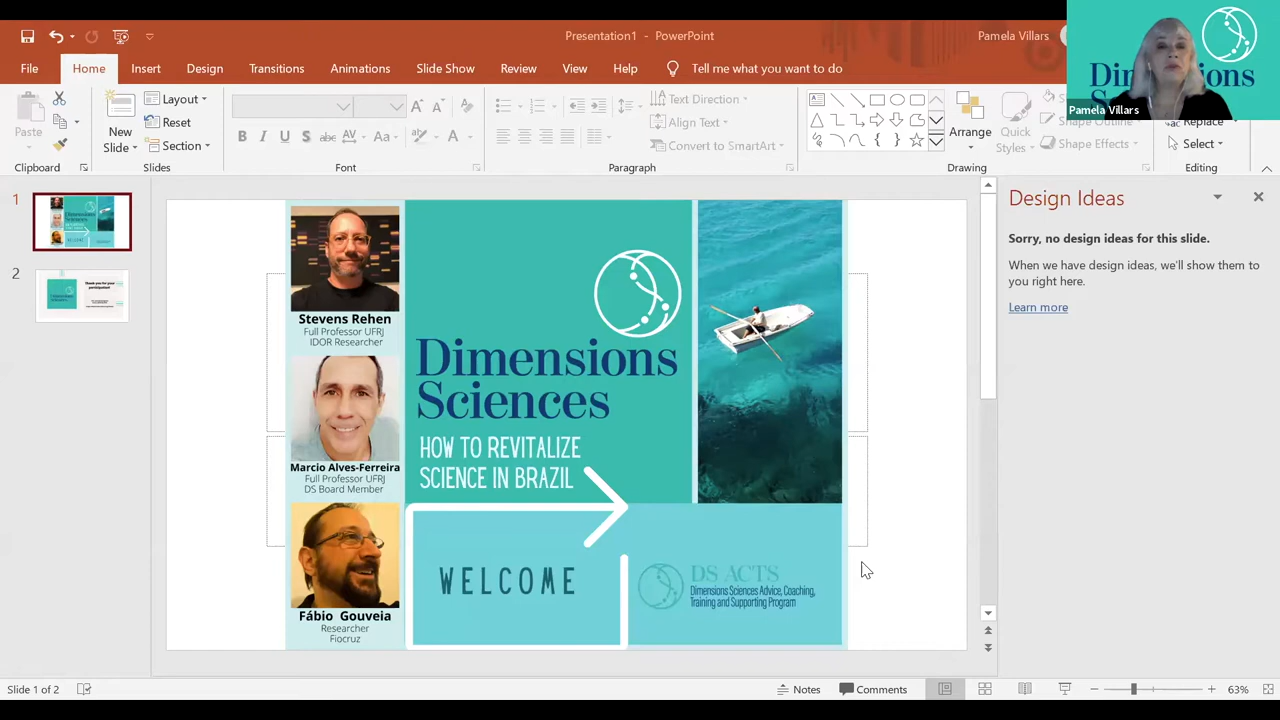 Presentation1 - PowerPoint
Pamela Villars
File Home Insert Design Transitions Animations Slide Show Review View Help Tell me what you want to do
Pamela Villars
Paste
New
Slide
Layout
Reset
Section
Text Direction
Align Text
Convert to SmartArt
Arrange
Quick
Styles
Shape Outline
Shape Effects
Replace
Select
Clipboard
Slides
Font
Paragraph
Drawing
Editing
1
2
Stevens Rehen
Full Professor UFRJ
IDOR Researcher
Marcio Alves-Ferreira
Full Professor UFRJ
DS Board Member
Fábio Gouveia
Researcher
Fiocruz
Dimensions
Sciences
HOW TO REVITALIZE
SCIENCE IN BRAZIL
WELCOME
DS ACTS
Dimensions Sciences Advice, Coaching,
Training and Supporting Program
Design Ideas
Sorry, no design ideas for this slide.
When we have design ideas, we'll show them to
you right here.
Learn more
Slide 1 of 2
Notes
Comments
63%